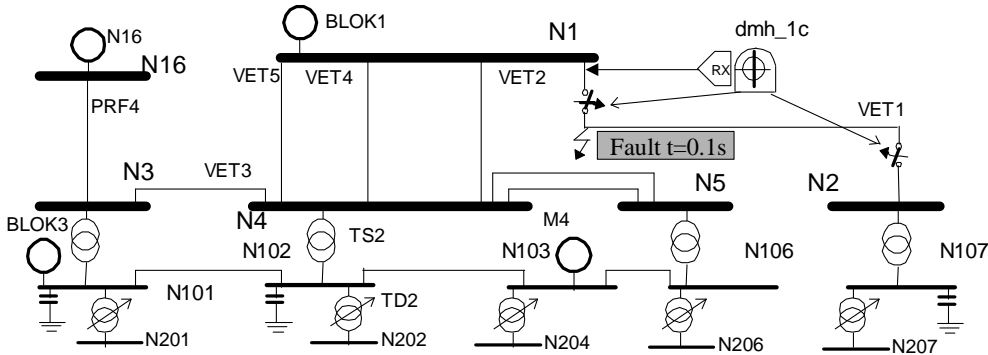 BLOK1
N16
N16
N1
dmh_1c
RX
VET5
VET4
VET2
PRF4
VET1
Fault t=0.1s
N3
VET3
N5
N2
BLOK3
N4
M4
N102
TS2
N103
N106
N107
N101
TD2
N201
N202
N204
N206
N207